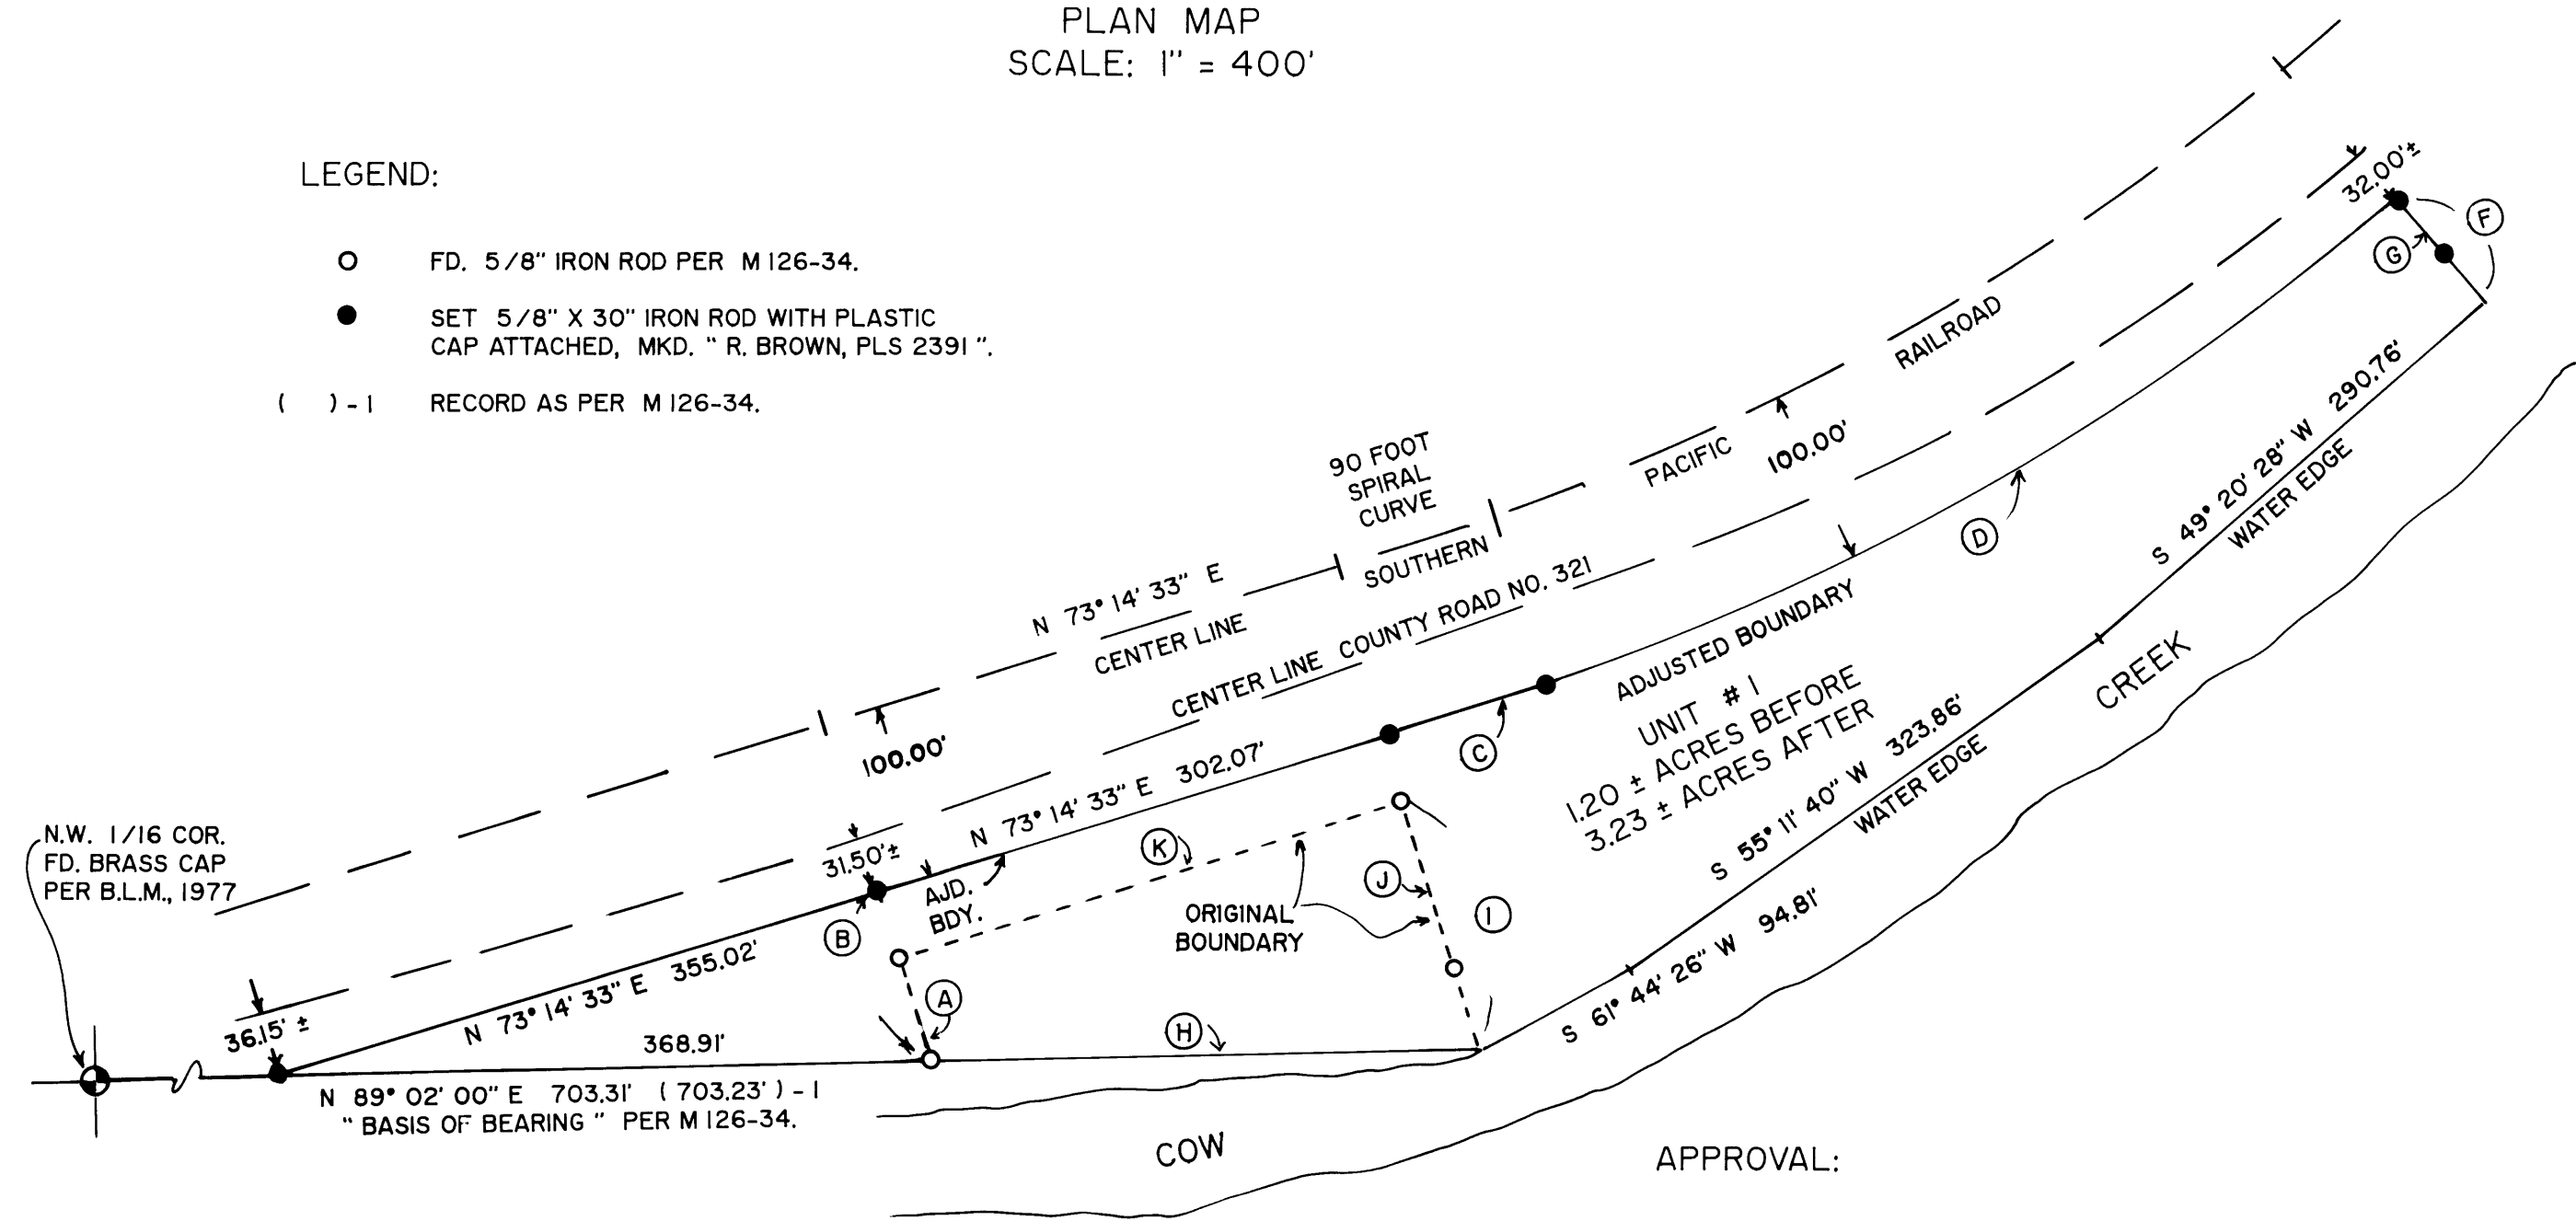 PLAN MAP
SCALE: 1" = 400'
LEGEND:
FD. 5/8" IRON ROD PER M 126-34.
SET 5/8" X 30" IRON ROD WITH PLASTIC
CAP ATTACHED, MKD. " R. BROWN, PLS 2391 ".
( ) - 1 RECORD AS PER M 126-34.
32.00'±
F
G
RAILROAD
PACIFIC
100.00'
90 FOOT
SPIRAL
CURVE
SOUTHERN
N 73° 14' 33" E
CENTER LINE
CENTER LINE COUNTY ROAD NO. 321
D
S 49° 20' 28" W 290.76'
WATER EDGE
ADJUSTED BOUNDARY
UNIT # 1
1.20 ± ACRES BEFORE
3.23 ± ACRES AFTER
C
CREEK
S 55° 11' 40" W 323.86'
WATER EDGE
100.00'
N 73° 14' 33" E 302.07'
31.50'±
AJD.
BDY.
K
J
I
ORIGINAL
BOUNDARY
N.W. 1/16 COR.
FD. BRASS CAP
PER B.L.M., 1977
B
N 73° 14' 33" E 355.02'
A
36.15' ±
368.91'
H
S 61° 44' 26" W 94.81'
N 89° 02' 00" E 703.31' ( 703.23' ) - 1
" BASIS OF BEARING " PER M 126-34.
COW
APPROVAL: